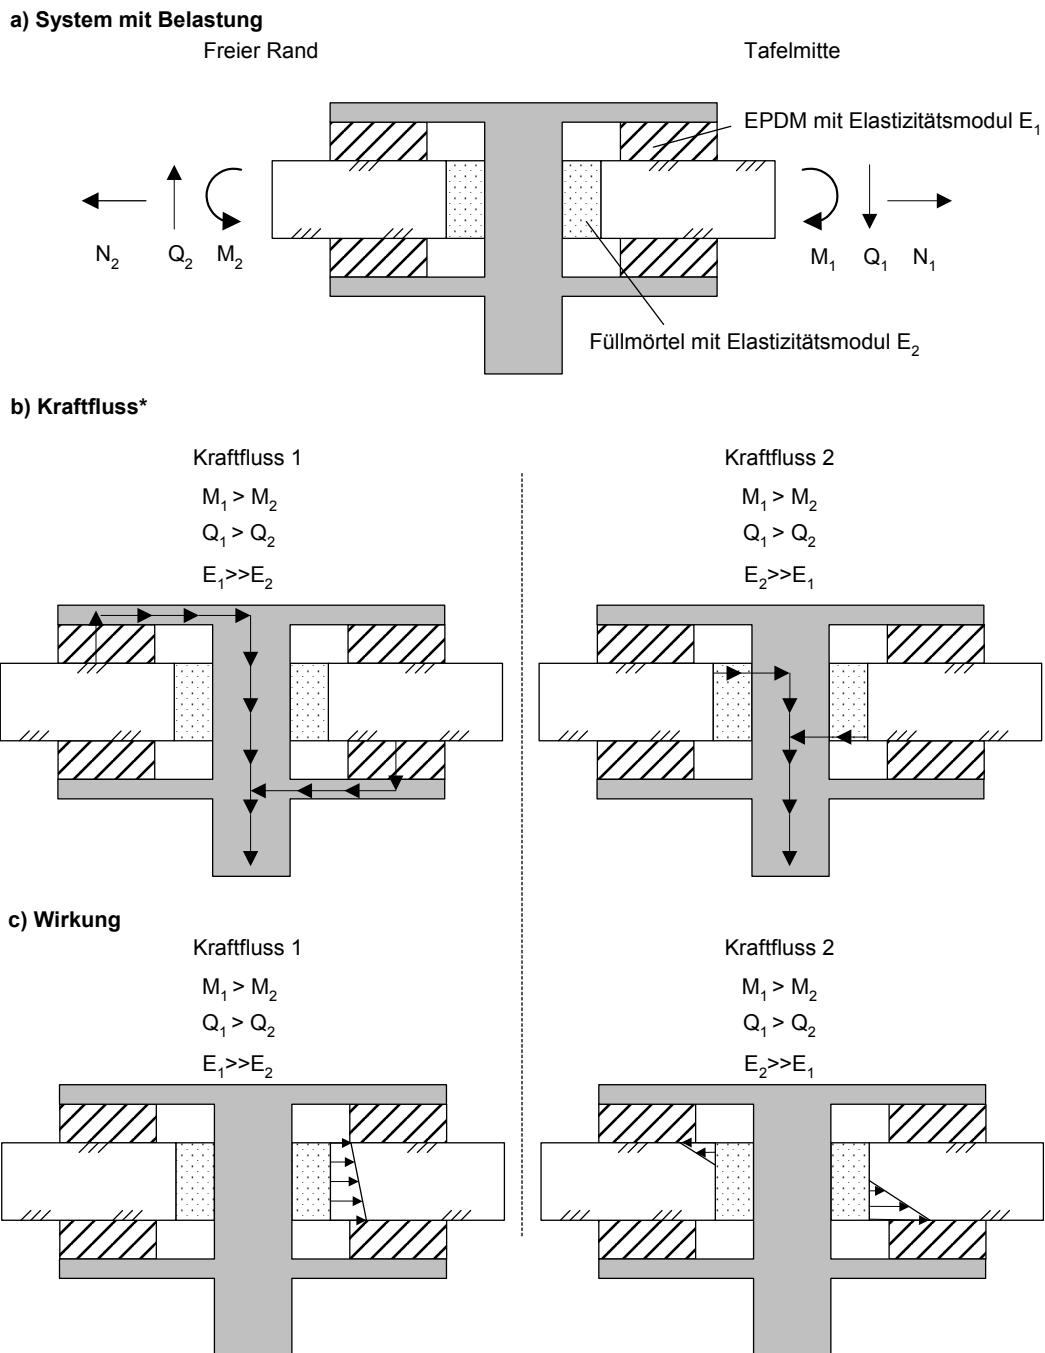 a) System mit Belastung
Freier Rand
Tafelmitte
EPDM mit Elastizitätsmodul E₁
N₂ Q₂ M₂
M₁ Q₁ N₁
Füllmörtel mit Elastizitätsmodul E₂
b) Kraftfluss*
Kraftfluss 1
M₁ > M₂
Q₁ > Q₂
E₁>>E₂
Kraftfluss 2
M₁ > M₂
Q₁ > Q₂
E₂>>E₁
c) Wirkung
Kraftfluss 1
M₁ > M₂
Q₁ > Q₂
E₁>>E₂
Kraftfluss 2
M₁ > M₂
Q₁ > Q₂
E₂>>E₁